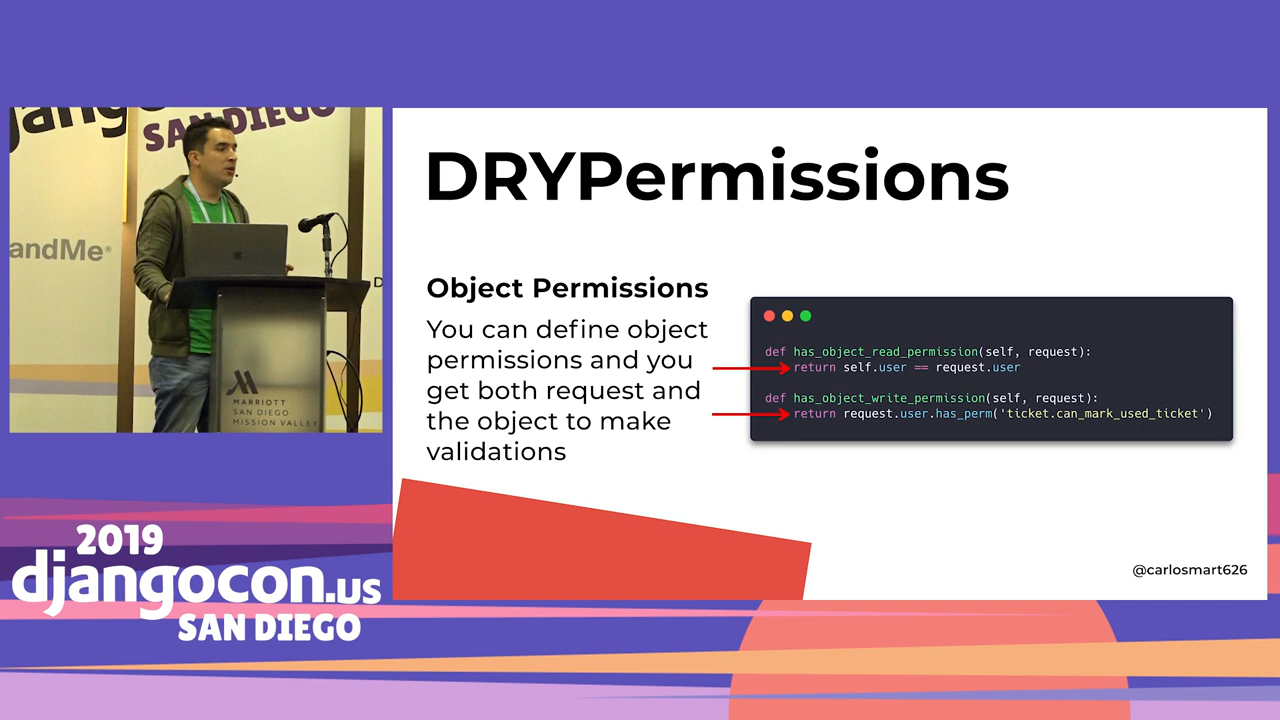 django
SAN DIEGO
andMe®
D
MARRIOTT
SAN DIEGO
MISSION VALLEY
DRYPermissions
Object Permissions
You can define object
permissions and you
get both request and
the object to make
validations
def has_object_read_permission(self, request):
return self.user == request.user
def has_object_write_permission(self, request):
return request.user.has_perm('ticket.can_mark_used_ticket')
@carlosmart626
2019
djangocon.us
SAN DIEGO